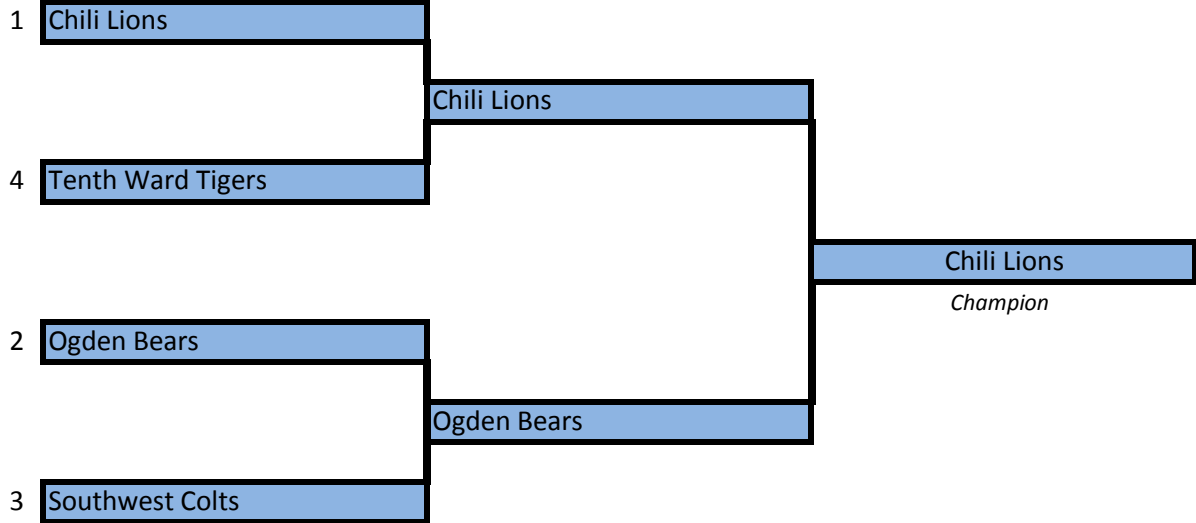 1 Chili Lions
Chili Lions
4 Tenth Ward Tigers
Chili Lions
Champion
2 Ogden Bears
Ogden Bears
3 Southwest Colts